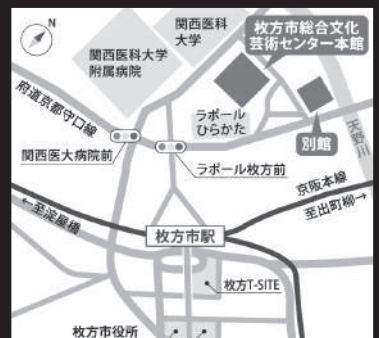 N
関西医科
大学
枚方市総合文化
芸術センター本館
関西医科大学
附属病院
府道京都守口線
ラポール
ひらかた
別館
天野川
関西医大病院前
ラポール枚方前
京阪本線
至出町柳→
←至淀屋橋
枚方市駅
枚方T-SITE
枚方市役所